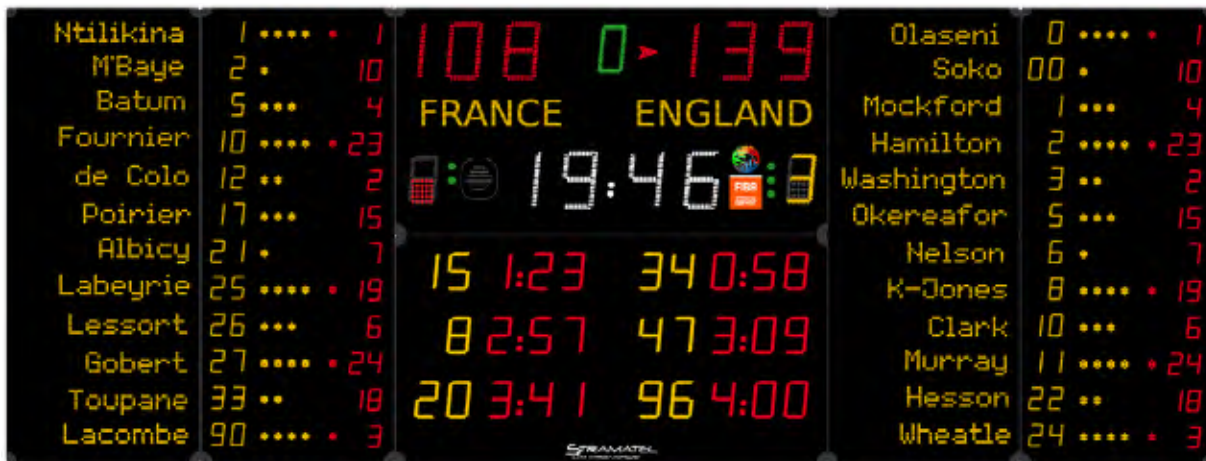 Ntilikina 1 •••• • 1
M'Baye 2 • 10
Batum 5 ••• 4
Fournier 10 •••• • 23
de Colo 12 •• 2
Poirier 17 ••• 15
Albicy 21 • 7
Labeyrie 25 •••• • 19
Lessort 26 ••• 6
Gobert 27 •••• • 24
Toupane 33 •• 18
Lacombe 90 •••• • 3
108 0 139
FRANCE ENGLAND
19:46
FIBA
15 1:23 34 0:58
8 2:57 47 3:09
20 3:41 96 4:00
STRAMATEL
Olaseni 0 •••• • 1
Soko 00 • 10
Mockford 1 ••• 4
Hamilton 2 •••• • 23
Washington 3 •• 2
Okereafor 5 ••• 15
Nelson 6 • 7
K-Jones 8 •••• • 19
Clark 10 ••• 6
Murray 11 •••• • 24
Hesson 22 •• 18
Wheatle 24 •••• • 3